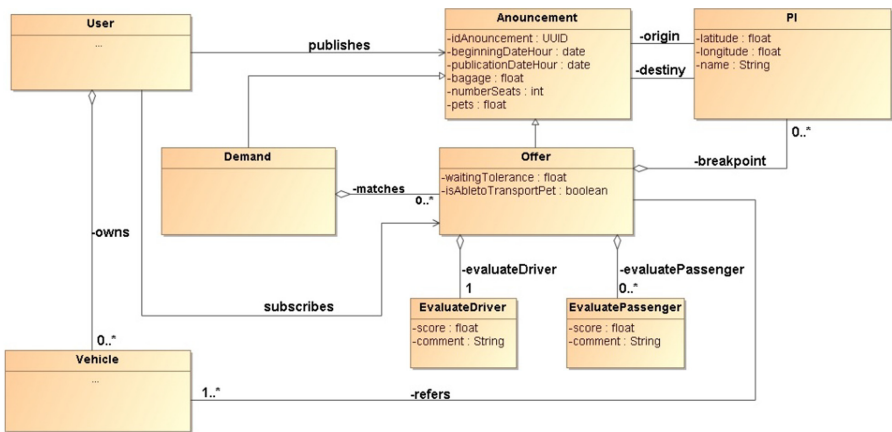 User
...
publishes
Anouncement
-idAnouncement : UUID
-beginningDateHour : date
-publicationDateHour : date
-bagage : float
-numberSeats : int
-pets : float
-origin
-destiny
PI
-latitude : float
-longitude : float
-name : String
0..*
-breakpoint
Demand
-matches
0..*
Offer
-waitingTolerance : float
-isAbletoTransportPet : boolean
-owns
0..*
subscribes
-evaluateDriver
1
-evaluatePassenger
0..*
EvaluateDriver
-score : float
-comment : String
EvaluatePassenger
-score : float
-comment : String
Vehicle
...
1..*
-refers